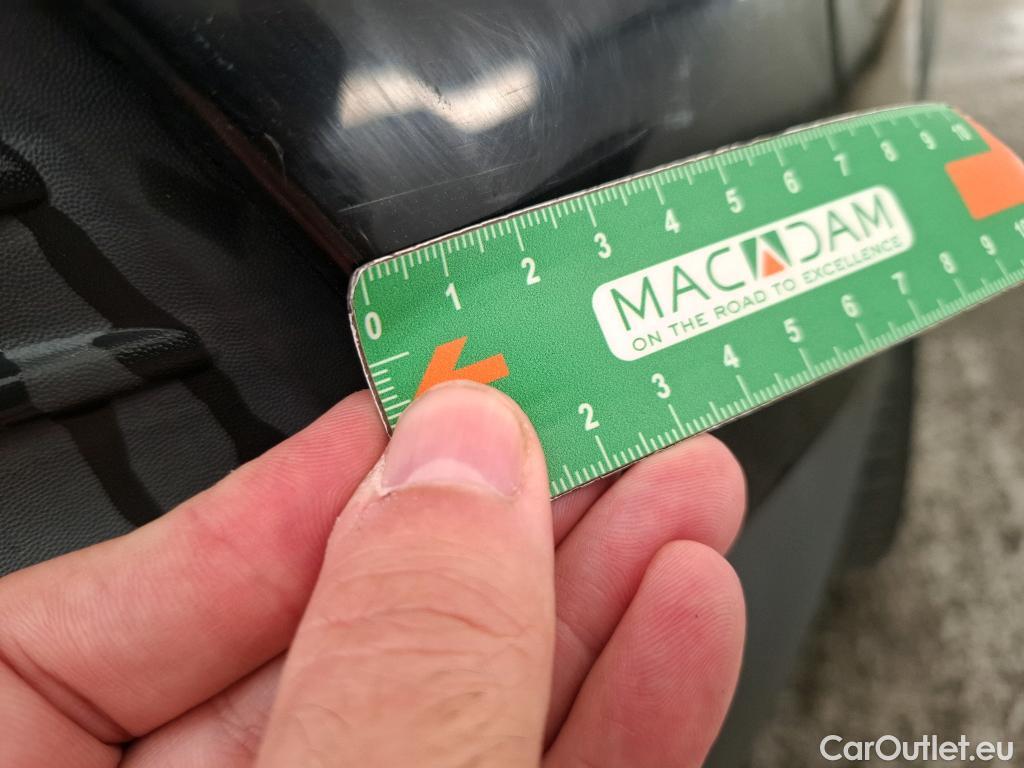 0 1 2 3 4 5 6 7 8 9 10
MACADAM
ON THE ROAD TO EXCELLENCE
2 3 4 5 6 7 8 9
CarOutlet.eu